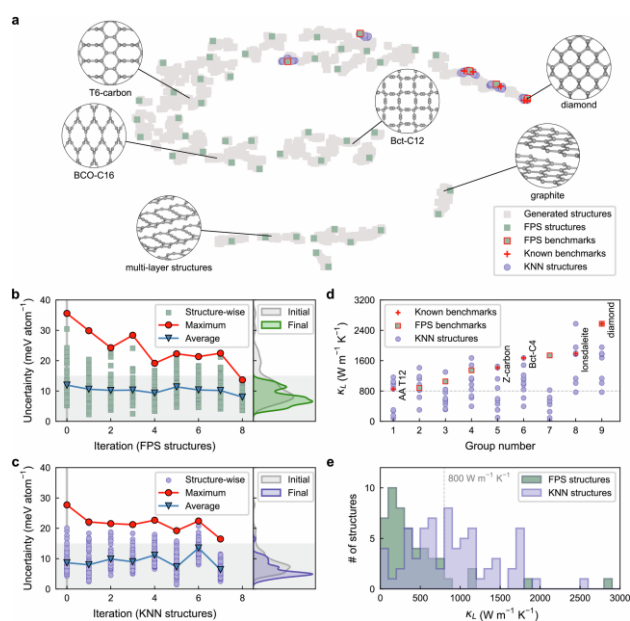 a
T6-carbon
diamond
Bct-C12
BCO-C16
graphite
multi-layer structures
Generated structures
FPS structures
FPS benchmarks
Known benchmarks
KNN structures
b
Uncertainty (meV atom⁻¹)
40
30
20
10
0
Structure-wise
Maximum
Average
Initial
Final
0 2 4 6 8
Iteration (FPS structures)
c
Uncertainty (meV atom⁻¹)
40
30
20
10
0
Structure-wise
Maximum
Average
Initial
Final
0 2 4 6 8
Iteration (KNN structures)
d
κL (W m⁻¹ K⁻¹)
3200
2400
1600
800
0
Known benchmarks
FPS benchmarks
KNN structures
AA T12
Z-carbon
Bct-C4
lonsdaleite
diamond
1 2 3 4 5 6 7 8 9
Group number
e
# of structures
10
5
0
800 W m⁻¹ K⁻¹
FPS structures
KNN structures
0 500 1000 1500 2000 2500 3000
κL (W m⁻¹ K⁻¹)